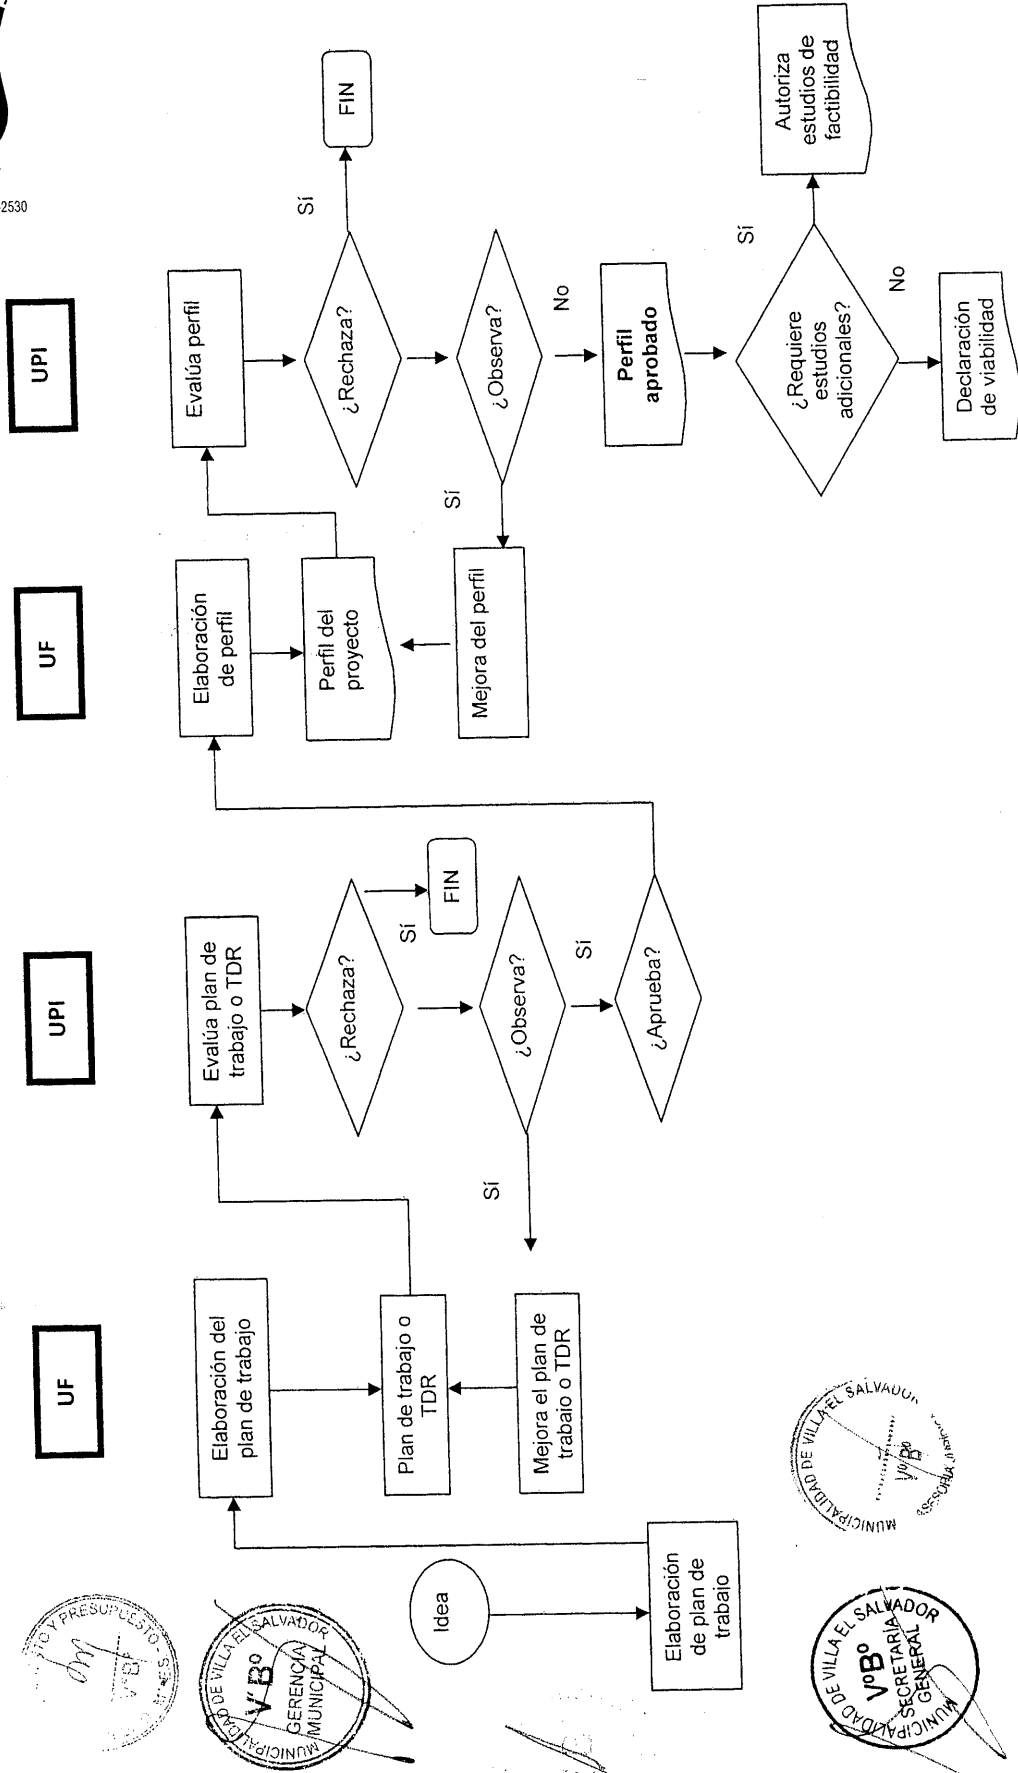 2530
UF
UPI
UF
UPI
Idea
Elaboración
de plan de
trabajo
Elaboración del
plan de trabajo
Plan de trabajo o
TDR
Mejora el plan de
trabajo o TDR
Evalúa plan de
trabajo o TDR
¿Rechaza?
Sí
FIN
¿Observa?
Sí
Sí
¿Aprueba?
Elaboración
de perfil
Perfil del
proyecto
Mejora del perfil
Evalúa perfil
¿Rechaza?
Sí
FIN
¿Observa?
Sí
No
Perfil
aprobado
¿Requiere
estudios
adicionales?
Sí
Autoriza
estudios de
factibilidad
No
Declaración
de viabilidad
TO Y PRESUPUESTO
MUNICIPALIDAD DE VILLA EL SALVADOR
VºBº
GERENCIA
MUNICIPAL
MUNICIPALIDAD DE VILLA EL SALVADOR
VºBº
SECRETARIA
GENERAL
MUNICIPALIDAD DE VILLA EL SALVADOR
VºBº